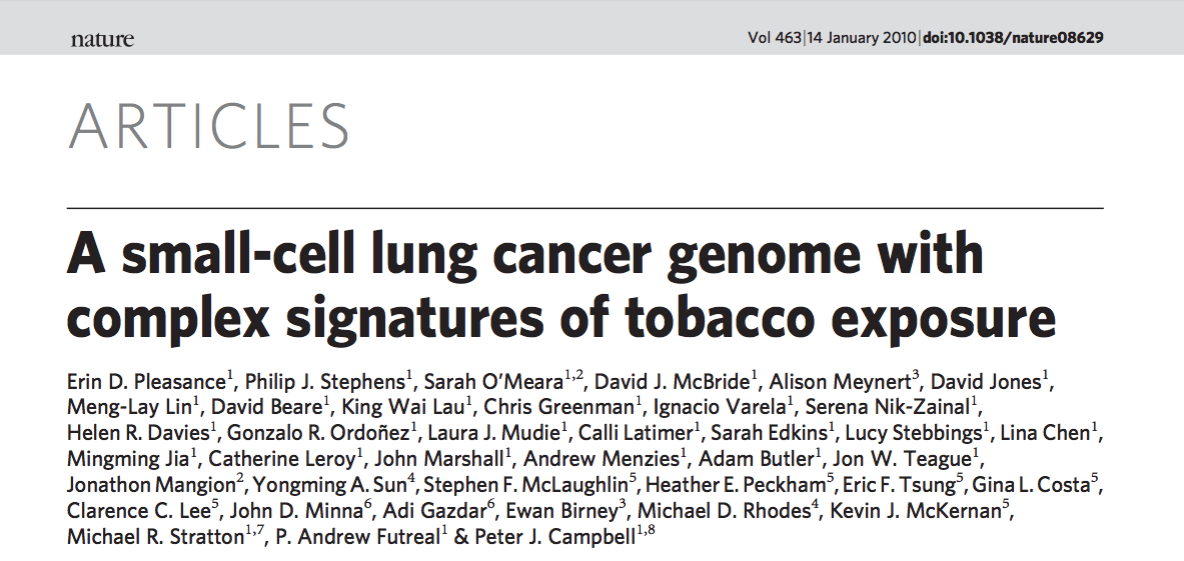 nature
Vol 463|14 January 2010|doi:10.1038/nature08629
ARTICLES
A small-cell lung cancer genome with
complex signatures of tobacco exposure
Erin D. Pleasance¹, Philip J. Stephens¹, Sarah O’Meara¹,², David J. McBride¹, Alison Meynert³, David Jones¹,
Meng-Lay Lin¹, David Beare¹, King Wai Lau¹, Chris Greenman¹, Ignacio Varela¹, Serena Nik-Zainal¹,
Helen R. Davies¹, Gonzalo R. Ordoñez¹, Laura J. Mudie¹, Calli Latimer¹, Sarah Edkins¹, Lucy Stebbings¹, Lina Chen¹,
Mingming Jia¹, Catherine Leroy¹, John Marshall¹, Andrew Menzies¹, Adam Butler¹, Jon W. Teague¹,
Jonathon Mangion², Yongming A. Sun⁴, Stephen F. McLaughlin⁵, Heather E. Peckham⁵, Eric F. Tsung⁵, Gina L. Costa⁵,
Clarence C. Lee⁵, John D. Minna⁶, Adi Gazdar⁶, Ewan Birney³, Michael D. Rhodes⁴, Kevin J. McKernan⁵,
Michael R. Stratton¹,⁷, P. Andrew Futreal¹ & Peter J. Campbell¹,⁸